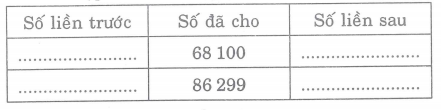 Số liền trước Số đã cho Số liền sau
........................ 68 100 ........................
........................ 86 299 ........................